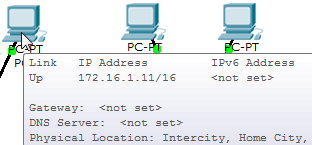 PC-PT PC-PT PC-PT
PC
Link IP Address IPv6 Address
Up 172.16.1.11/16 <not set>
Gateway: <not set>
DNS Server: <not set>
Physical Location: Intercity, Home City,